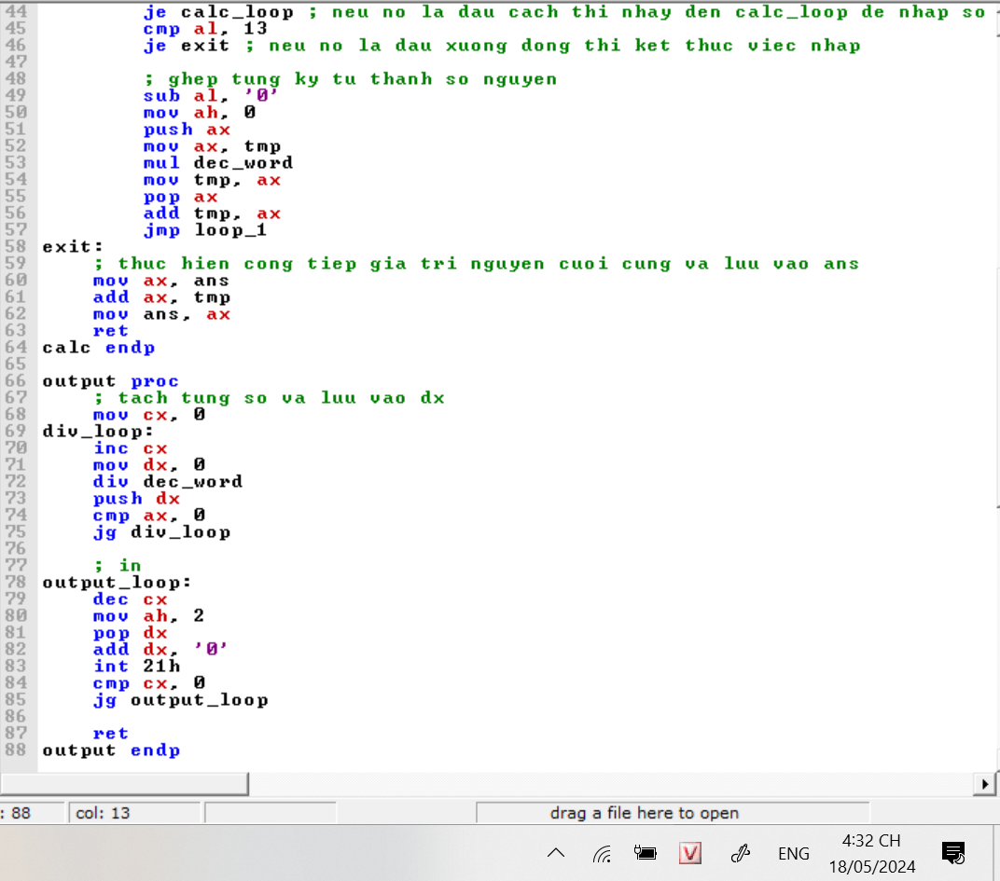 44 je calc_loop ; neu no la dau cach thi nhay den calc_loop de nhap so
45 cmp al, 13
46 je exit ; neu no la dau xuong dong thi ket thuc viec nhap
47
48 ; ghep tung ky tu thanh so nguyen
49 sub al, '0'
50 mov ah, 0
51 push ax
52 mov ax, tmp
53 mul dec_word
54 mov tmp, ax
55 pop ax
56 add tmp, ax
57 jmp loop_1
58 exit:
59 ; thuc hien cong tiep gia tri nguyen cuoi cung va luu vao ans
60 mov ax, ans
61 add ax, tmp
62 mov ans, ax
63 ret
64 calc endp
65
66 output proc
67 ; tach tung so va luu vao dx
68 mov cx, 0
69 div_loop:
70 inc cx
71 mov dx, 0
72 div dec_word
73 push dx
74 cmp ax, 0
75 jg div_loop
76
77 ; in
78 output_loop:
79 dec cx
80 mov ah, 2
81 pop dx
82 add dx, '0'
83 int 21h
84 cmp cx, 0
85 jg output_loop
86
87 ret
88 output endp
: 88 col: 13 drag a file here to open
V ENG 4:32 CH
18/05/2024